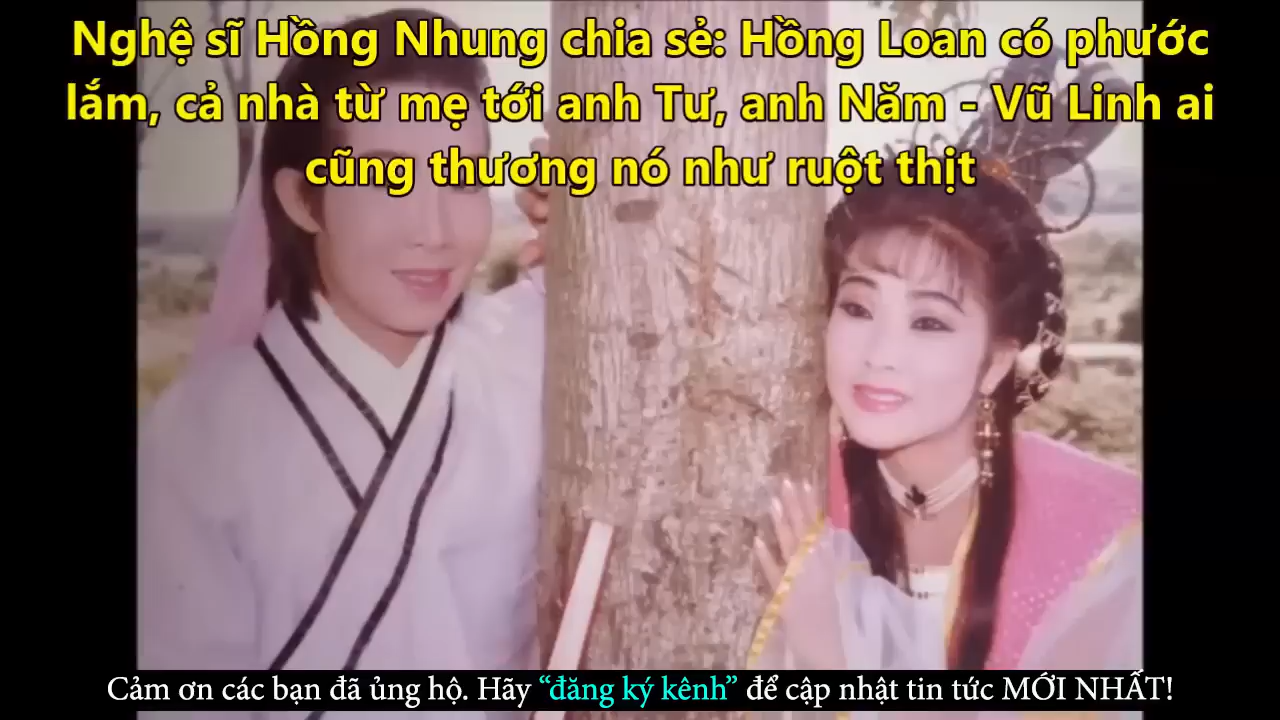 Nghệ sĩ Hồng Nhung chia sẻ: Hồng Loan có phước
lắm, cả nhà từ mẹ tới anh Tư, anh Năm - Vũ Linh ai
cũng thương nó như ruột thịt
Cảm ơn các bạn đã ủng hộ. Hãy “đăng ký kênh” để cập nhật tin tức MỚI NHẤT!